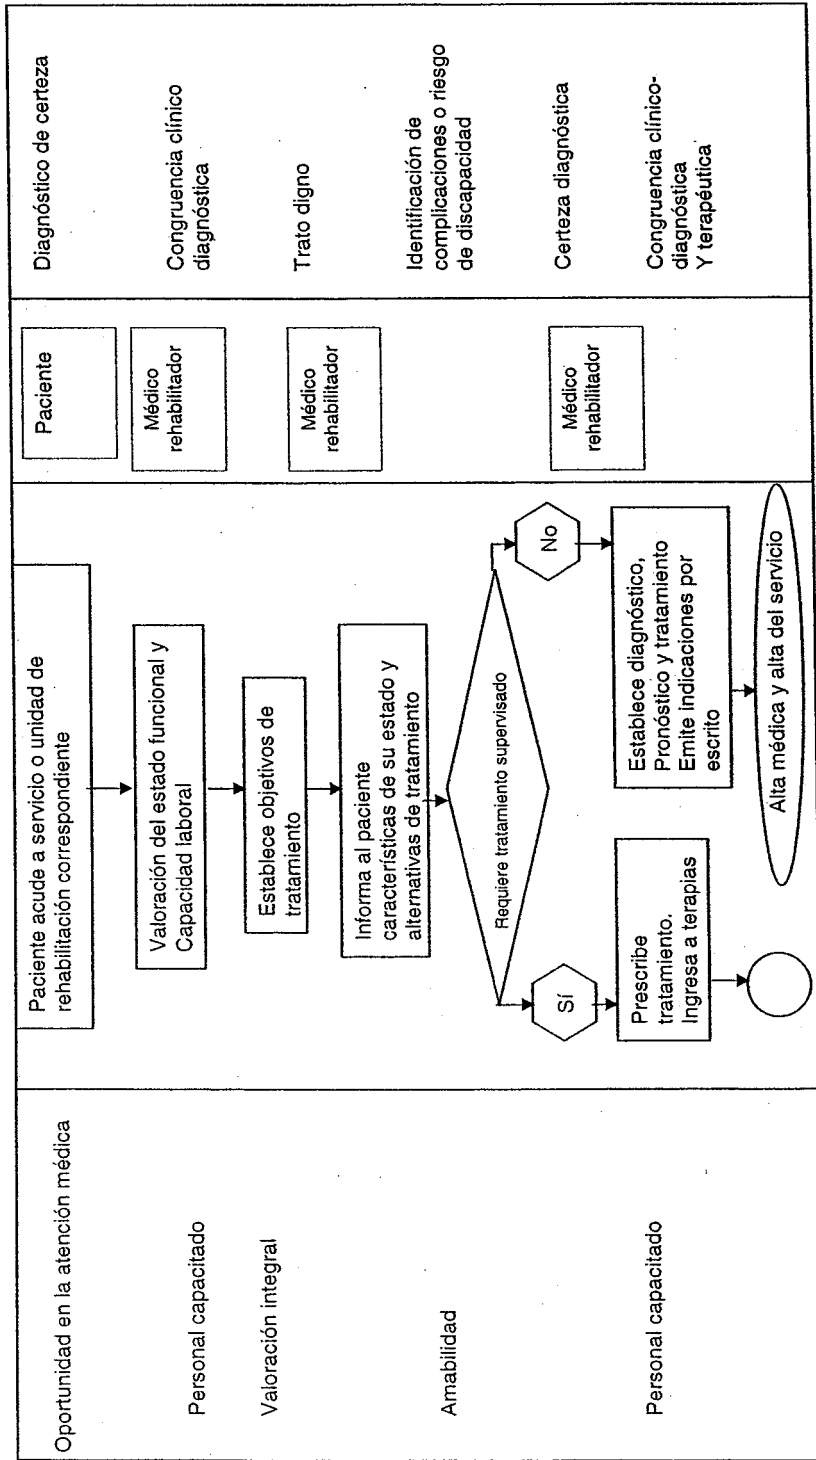 Oportunidad en la atención médica
Personal capacitado
Valoración integral
Amabilidad
Personal capacitado
Paciente acude a servicio o unidad de
rehabilitación correspondiente
Valoración del estado funcional y
Capacidad laboral
Establece objetivos de
tratamiento
Informa al paciente
características de su estado y
alternativas de tratamiento
Requiere tratamiento supervisado
Sí
No
Prescribe
tratamiento.
Ingresa a terapias
Establece diagnóstico,
Pronóstico y tratamiento
Emite indicaciones por
escrito
Alta médica y alta del servicio
Paciente
Médico
rehabilitador
Médico
rehabilitador
Médico
rehabilitador
Diagnóstico de certeza
Congruencia clínico
diagnóstica
Trato digno
Identificación de
complicaciones o riesgo
de discapacidad
Certeza diagnóstica
Congruencia clínico-
diagnóstica
Y terapéutica